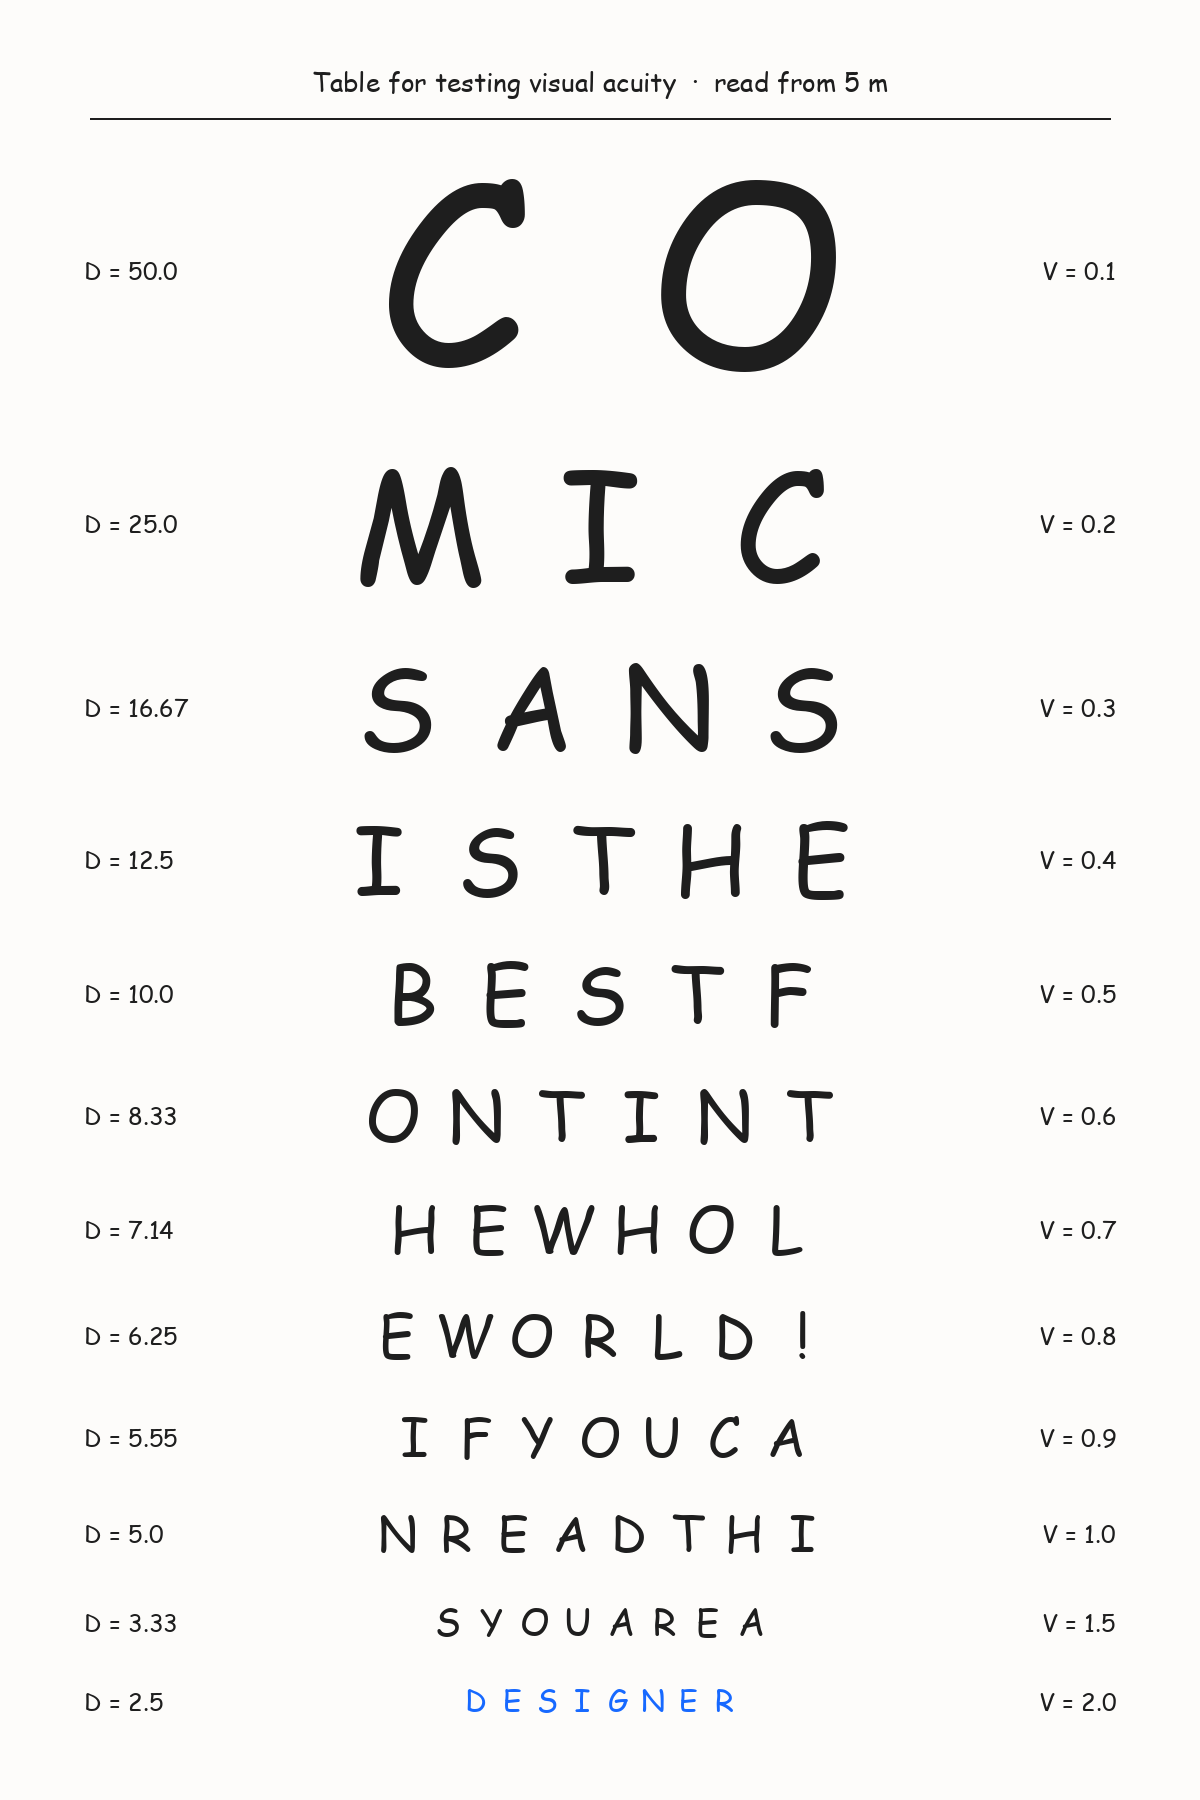 Table for testing visual acuity · read from 5 m
D = 50.0 C O V = 0.1
D = 25.0 M I C V = 0.2
D = 16.67 S A N S V = 0.3
D = 12.5 I S T H E V = 0.4
D = 10.0 B E S T F V = 0.5
D = 8.33 O N T I N T V = 0.6
D = 7.14 H E W H O L V = 0.7
D = 6.25 E W O R L D ! V = 0.8
D = 5.55 I F Y O U C A V = 0.9
D = 5.0 N R E A D T H I V = 1.0
D = 3.33 S Y O U A R E A V = 1.5
D = 2.5 D E S I G N E R V = 2.0